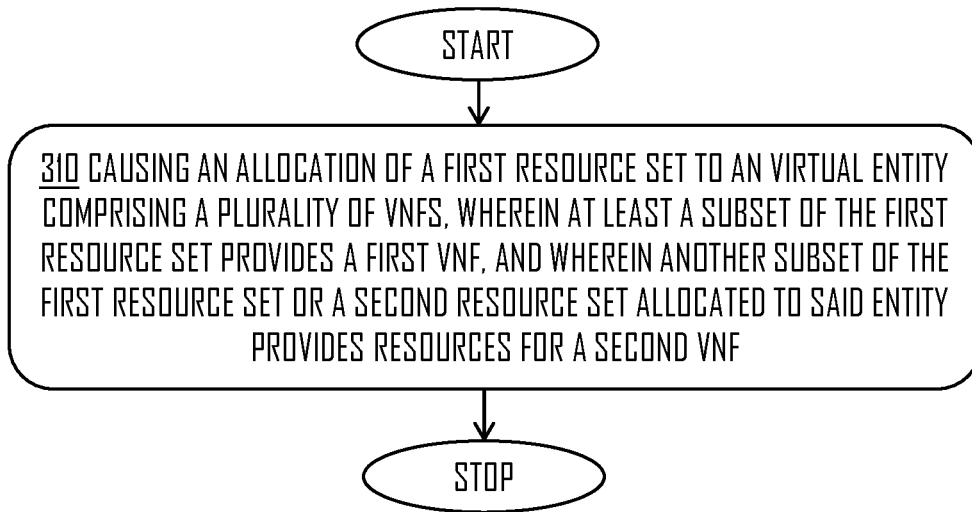 START
310 CAUSING AN ALLOCATION OF A FIRST RESOURCE SET TO AN VIRTUAL ENTITY
COMPRISING A PLURALITY OF VNFS, WHEREIN AT LEAST A SUBSET OF THE FIRST
RESOURCE SET PROVIDES A FIRST VNF, AND WHEREIN ANOTHER SUBSET OF THE
FIRST RESOURCE SET OR A SECOND RESOURCE SET ALLOCATED TO SAID ENTITY
PROVIDES RESOURCES FOR A SECOND VNF
STOP